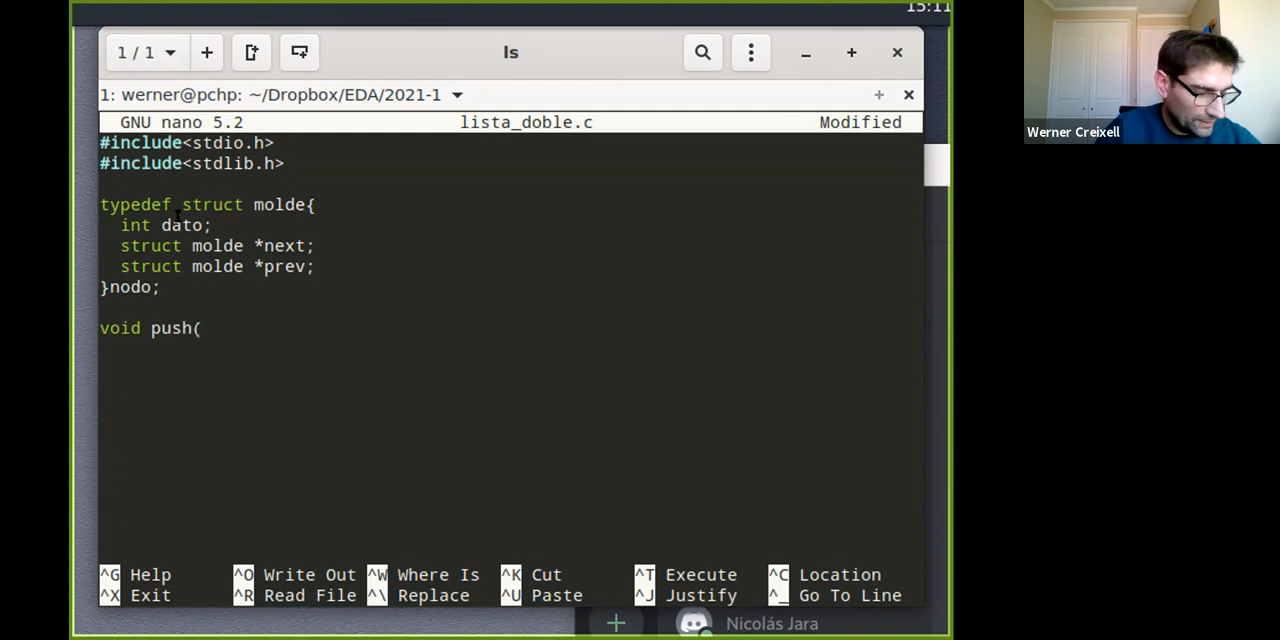 15:11
1 / 1
ls
1: werner@pchp: ~/Dropbox/EDA/2021-1
GNU nano 5.2 lista_doble.c Modified
#include<stdio.h>
#include<stdlib.h>
typedef struct molde{
int dato;
struct molde *next;
struct molde *prev;
}nodo;
void push(
^G Help ^O Write Out ^W Where Is ^K Cut ^T Execute ^C Location
^X Exit ^R Read File ^\ Replace ^U Paste ^J Justify ^_ Go To Line
Nicolás Jara
Werner Creixell